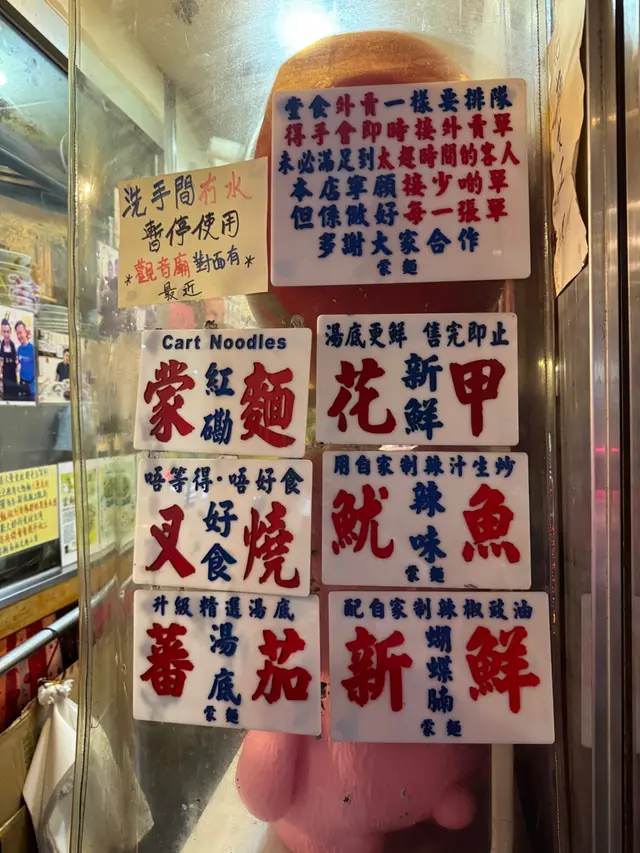 堂食外賣一樣要排隊
得手會即時接外賣單
未必滿足到太趕時間的客人
本店寧願接少啲單
但係做好每一張單
多謝大家合作
蒙麵
洗手間冇水
暫停使用
*觀音廟對面有*
最近
Cart Noodles
蒙紅磡麵
湯底更鮮 售完即止
花新鮮甲
唔等得·唔好食
叉好食燒
用自家制辣汁生炒
魷辣味魚
蒙麵
升級精選湯底
蕃湯底茄
蒙麵
配自家制辣椒豉油
新蝴蝶腩鮮
蒙麵